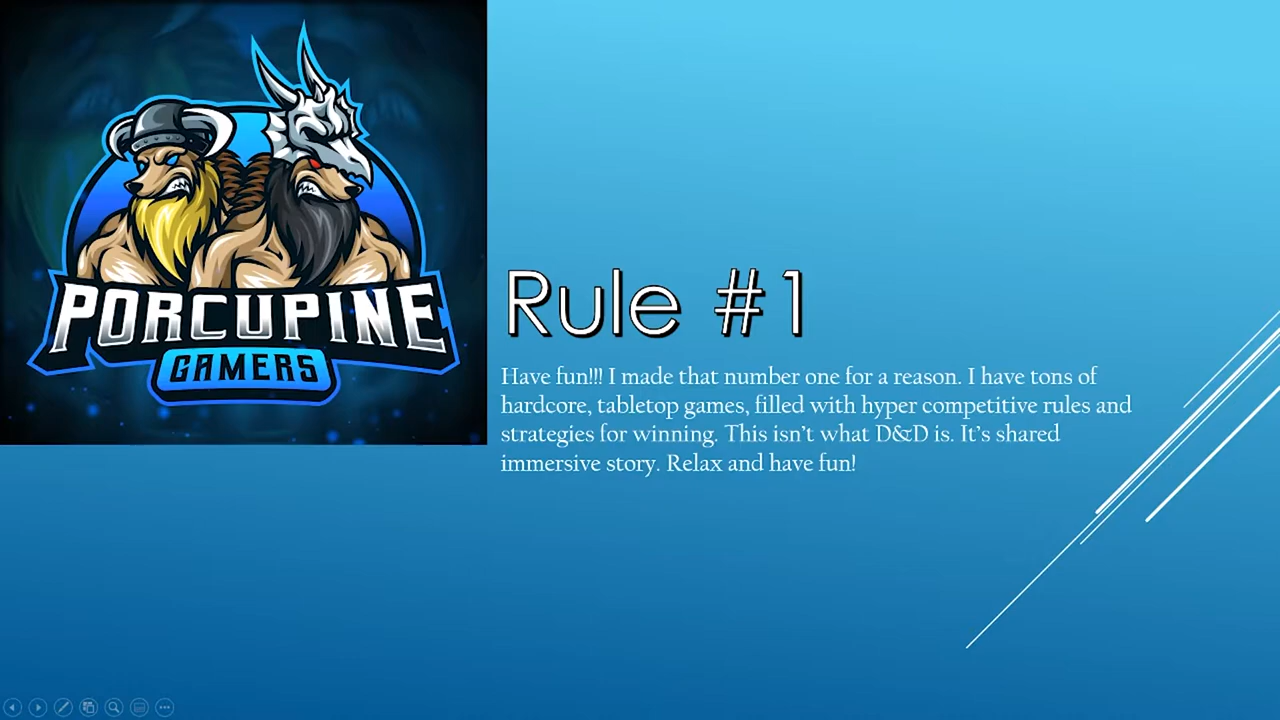 PORCUPINE
GAMERS
Rule #1
Have fun!!! I made that number one for a reason. I have tons of
hardcore, tabletop games, filled with hyper competitive rules and
strategies for winning. This isn’t what D&D is. It’s shared
immersive story. Relax and have fun!